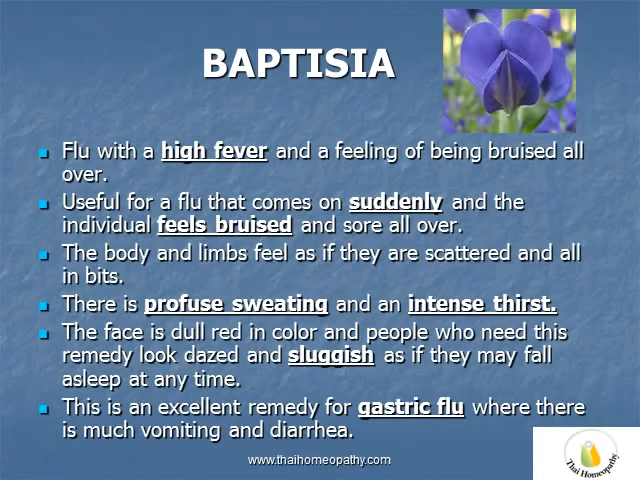 BAPTISIA
Flu with a high fever and a feeling of being bruised all
over.
Useful for a flu that comes on suddenly and the
individual feels bruised and sore all over.
The body and limbs feel as if they are scattered and all
in bits.
There is profuse sweating and an intense thirst.
The face is dull red in color and people who need this
remedy look dazed and sluggish as if they may fall
asleep at any time.
This is an excellent remedy for gastric flu where there
is much vomiting and diarrhea.
www.thaihomeopathy.com
Thai Homeopathy